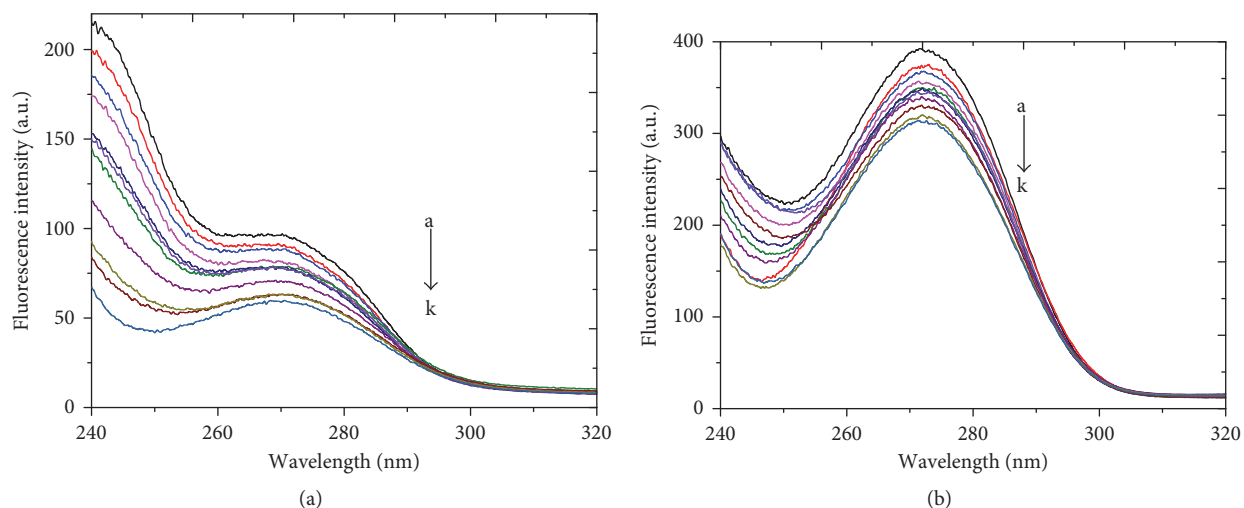 Fluorescence intensity (a.u.)
200
150
100
50
0
a
k
240 260 280 300 320
Wavelength (nm)
(a)
Fluorescence intensity (a.u.)
400
300
200
100
0
a
k
240 260 280 300 320
Wavelength (nm)
(b)